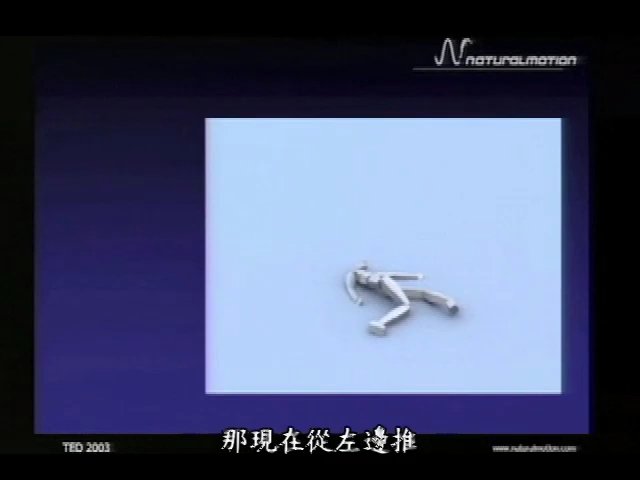 naturalmotion
那現在從左邊推
TED 2003
www.naturalmotion.com